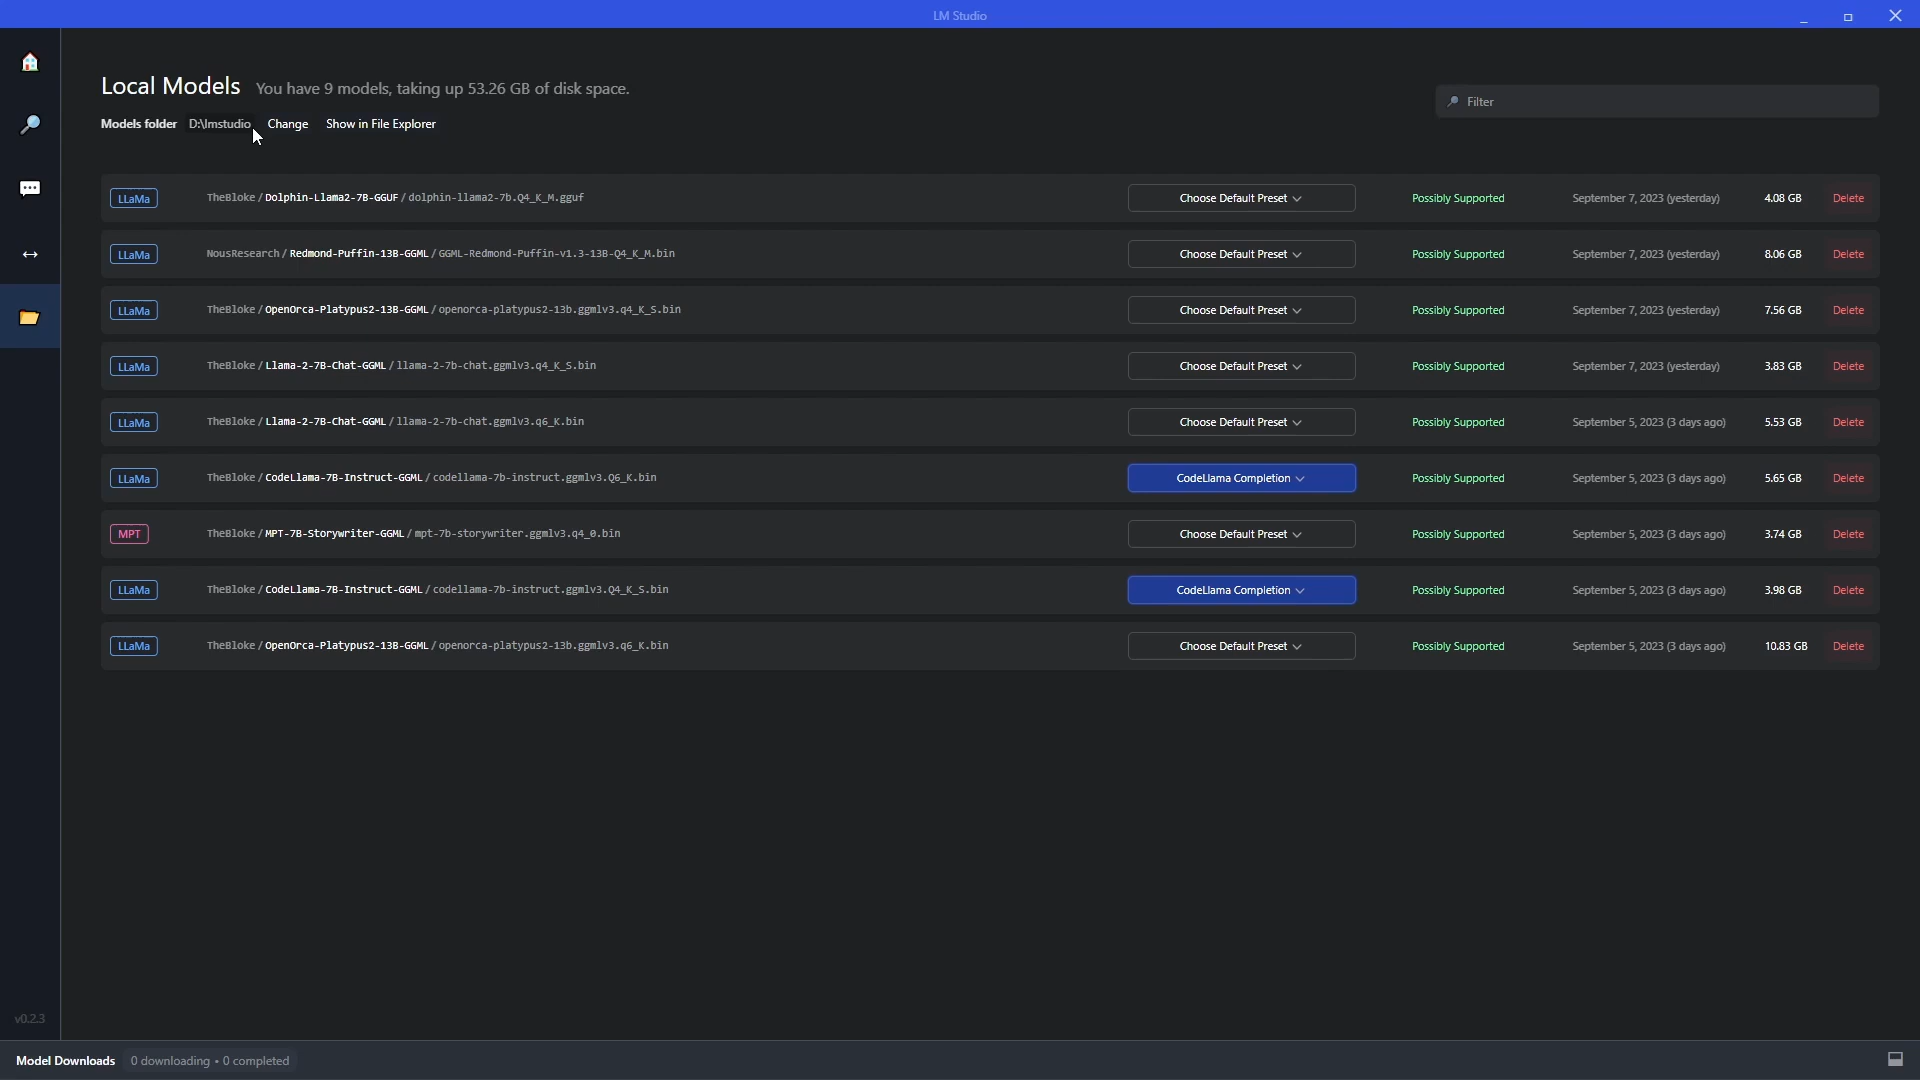 LM Studio
Local Models You have 9 models, taking up 53.26 GB of disk space.
Filter
Models folder D:\lmstudio Change Show in File Explorer
LLaMa TheBloke / Dolphin-Llama2-7B-GGUF / dolphin-llama2-7b.Q4_K_M.gguf Choose Default Preset Possibly Supported September 7, 2023 (yesterday) 4.08 GB Delete
LLaMa NousResearch / Redmond-Puffin-13B-GGML / GGML-Redmond-Puffin-v1.3-13B-Q4_K_M.bin Choose Default Preset Possibly Supported September 7, 2023 (yesterday) 8.06 GB Delete
LLaMa TheBloke / OpenOrca-Platypus2-13B-GGML / openorca-platypus2-13b.ggmlv3.q4_K_S.bin Choose Default Preset Possibly Supported September 7, 2023 (yesterday) 7.56 GB Delete
LLaMa TheBloke / Llama-2-7B-Chat-GGML / llama-2-7b-chat.ggmlv3.q4_K_S.bin Choose Default Preset Possibly Supported September 7, 2023 (yesterday) 3.83 GB Delete
LLaMa TheBloke / Llama-2-7B-Chat-GGML / llama-2-7b-chat.ggmlv3.q6_K.bin Choose Default Preset Possibly Supported September 5, 2023 (3 days ago) 5.53 GB Delete
LLaMa TheBloke / CodeLlama-7B-Instruct-GGML / codellama-7b-instruct.ggmlv3.Q6_K.bin CodeLlama Completion Possibly Supported September 5, 2023 (3 days ago) 5.65 GB Delete
MPT TheBloke / MPT-7B-Storywriter-GGML / mpt-7b-storywriter.ggmlv3.q4_0.bin Choose Default Preset Possibly Supported September 5, 2023 (3 days ago) 3.74 GB Delete
LLaMa TheBloke / CodeLlama-7B-Instruct-GGML / codellama-7b-instruct.ggmlv3.Q4_K_S.bin CodeLlama Completion Possibly Supported September 5, 2023 (3 days ago) 3.98 GB Delete
LLaMa TheBloke / OpenOrca-Platypus2-13B-GGML / openorca-platypus2-13b.ggmlv3.q6_K.bin Choose Default Preset Possibly Supported September 5, 2023 (3 days ago) 10.83 GB Delete
v0.2.3
Model Downloads 0 downloading • 0 completed